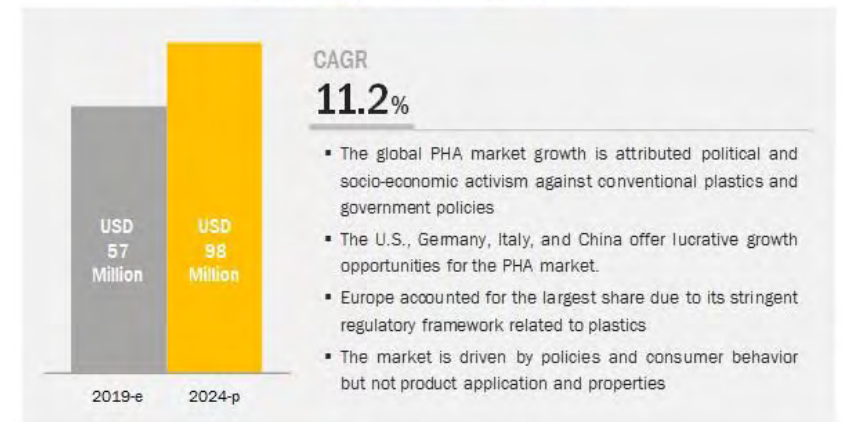 CAGR
11.2%
▪ The global PHA market growth is attributed political and
socio-economic activism against conventional plastics and
government policies
▪ The U.S., Germany, Italy, and China offer lucrative growth
opportunities for the PHA market.
▪ Europe accounted for the largest share due to its stringent
regulatory framework related to plastics
▪ The market is driven by policies and consumer behavior
but not product application and properties
USD
57
Million
USD
98
Million
2019-e
2024-p